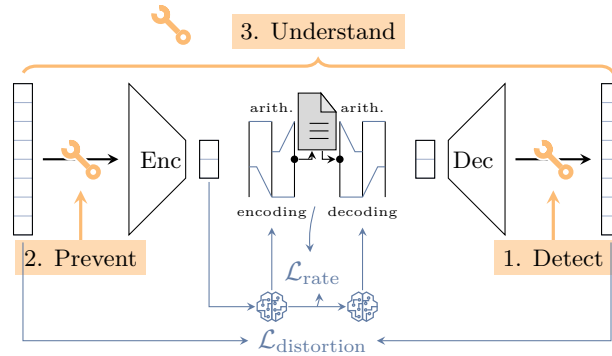 3. Understand
arith.
arith.
Enc
Dec
encoding
decoding
2. Prevent
1. Detect
ℒrate
ℒdistortion